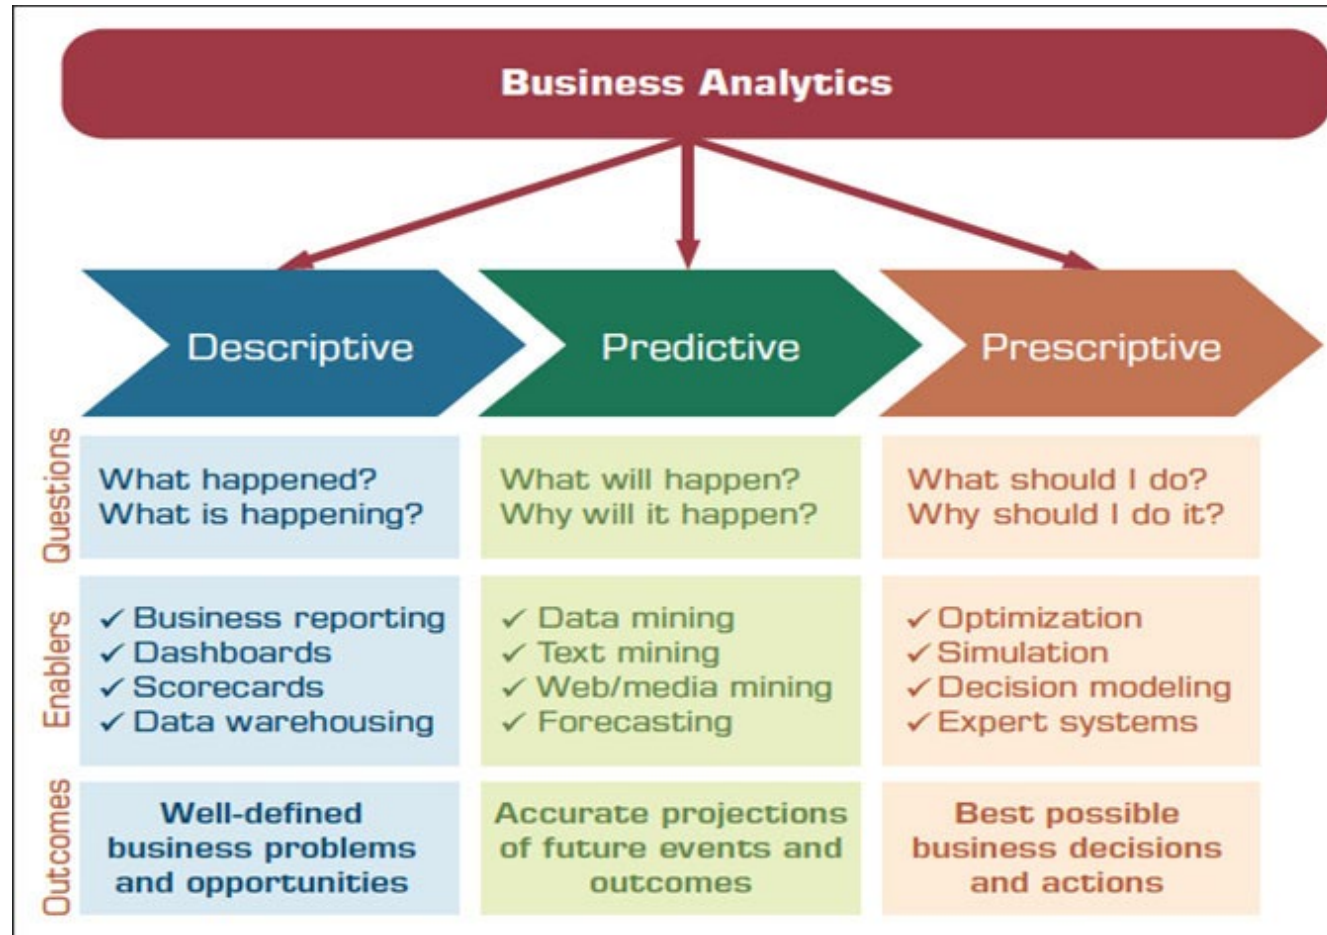 Business Analytics
Descriptive
Predictive
Prescriptive
Questions
What happened?
What is happening?
What will happen?
Why will it happen?
What should I do?
Why should I do it?
Enablers
✓ Business reporting
✓ Dashboards
✓ Scorecards
✓ Data warehousing
✓ Data mining
✓ Text mining
✓ Web/media mining
✓ Forecasting
✓ Optimization
✓ Simulation
✓ Decision modeling
✓ Expert systems
Outcomes
Well-defined
business problems
and opportunities
Accurate projections
of future events and
outcomes
Best possible
business decisions
and actions